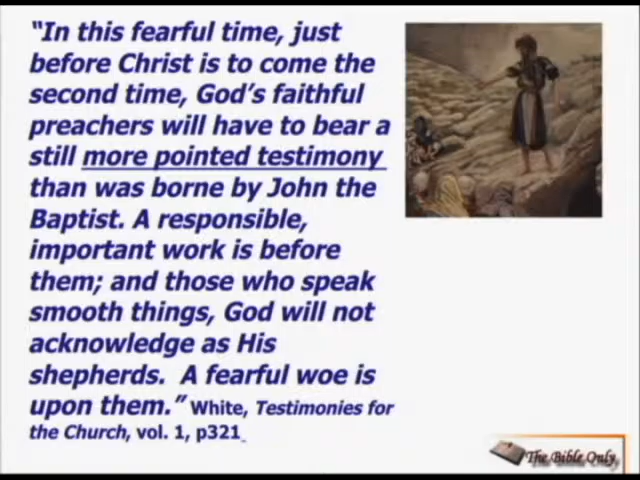 “In this fearful time, just
before Christ is to come the
second time, God’s faithful
preachers will have to bear a
still more pointed testimony
than was borne by John the
Baptist. A responsible,
important work is before
them; and those who speak
smooth things, God will not
acknowledge as His
shepherds.  A fearful woe is
upon them.” White, Testimonies for
the Church, vol. 1, p321
The Bible Only